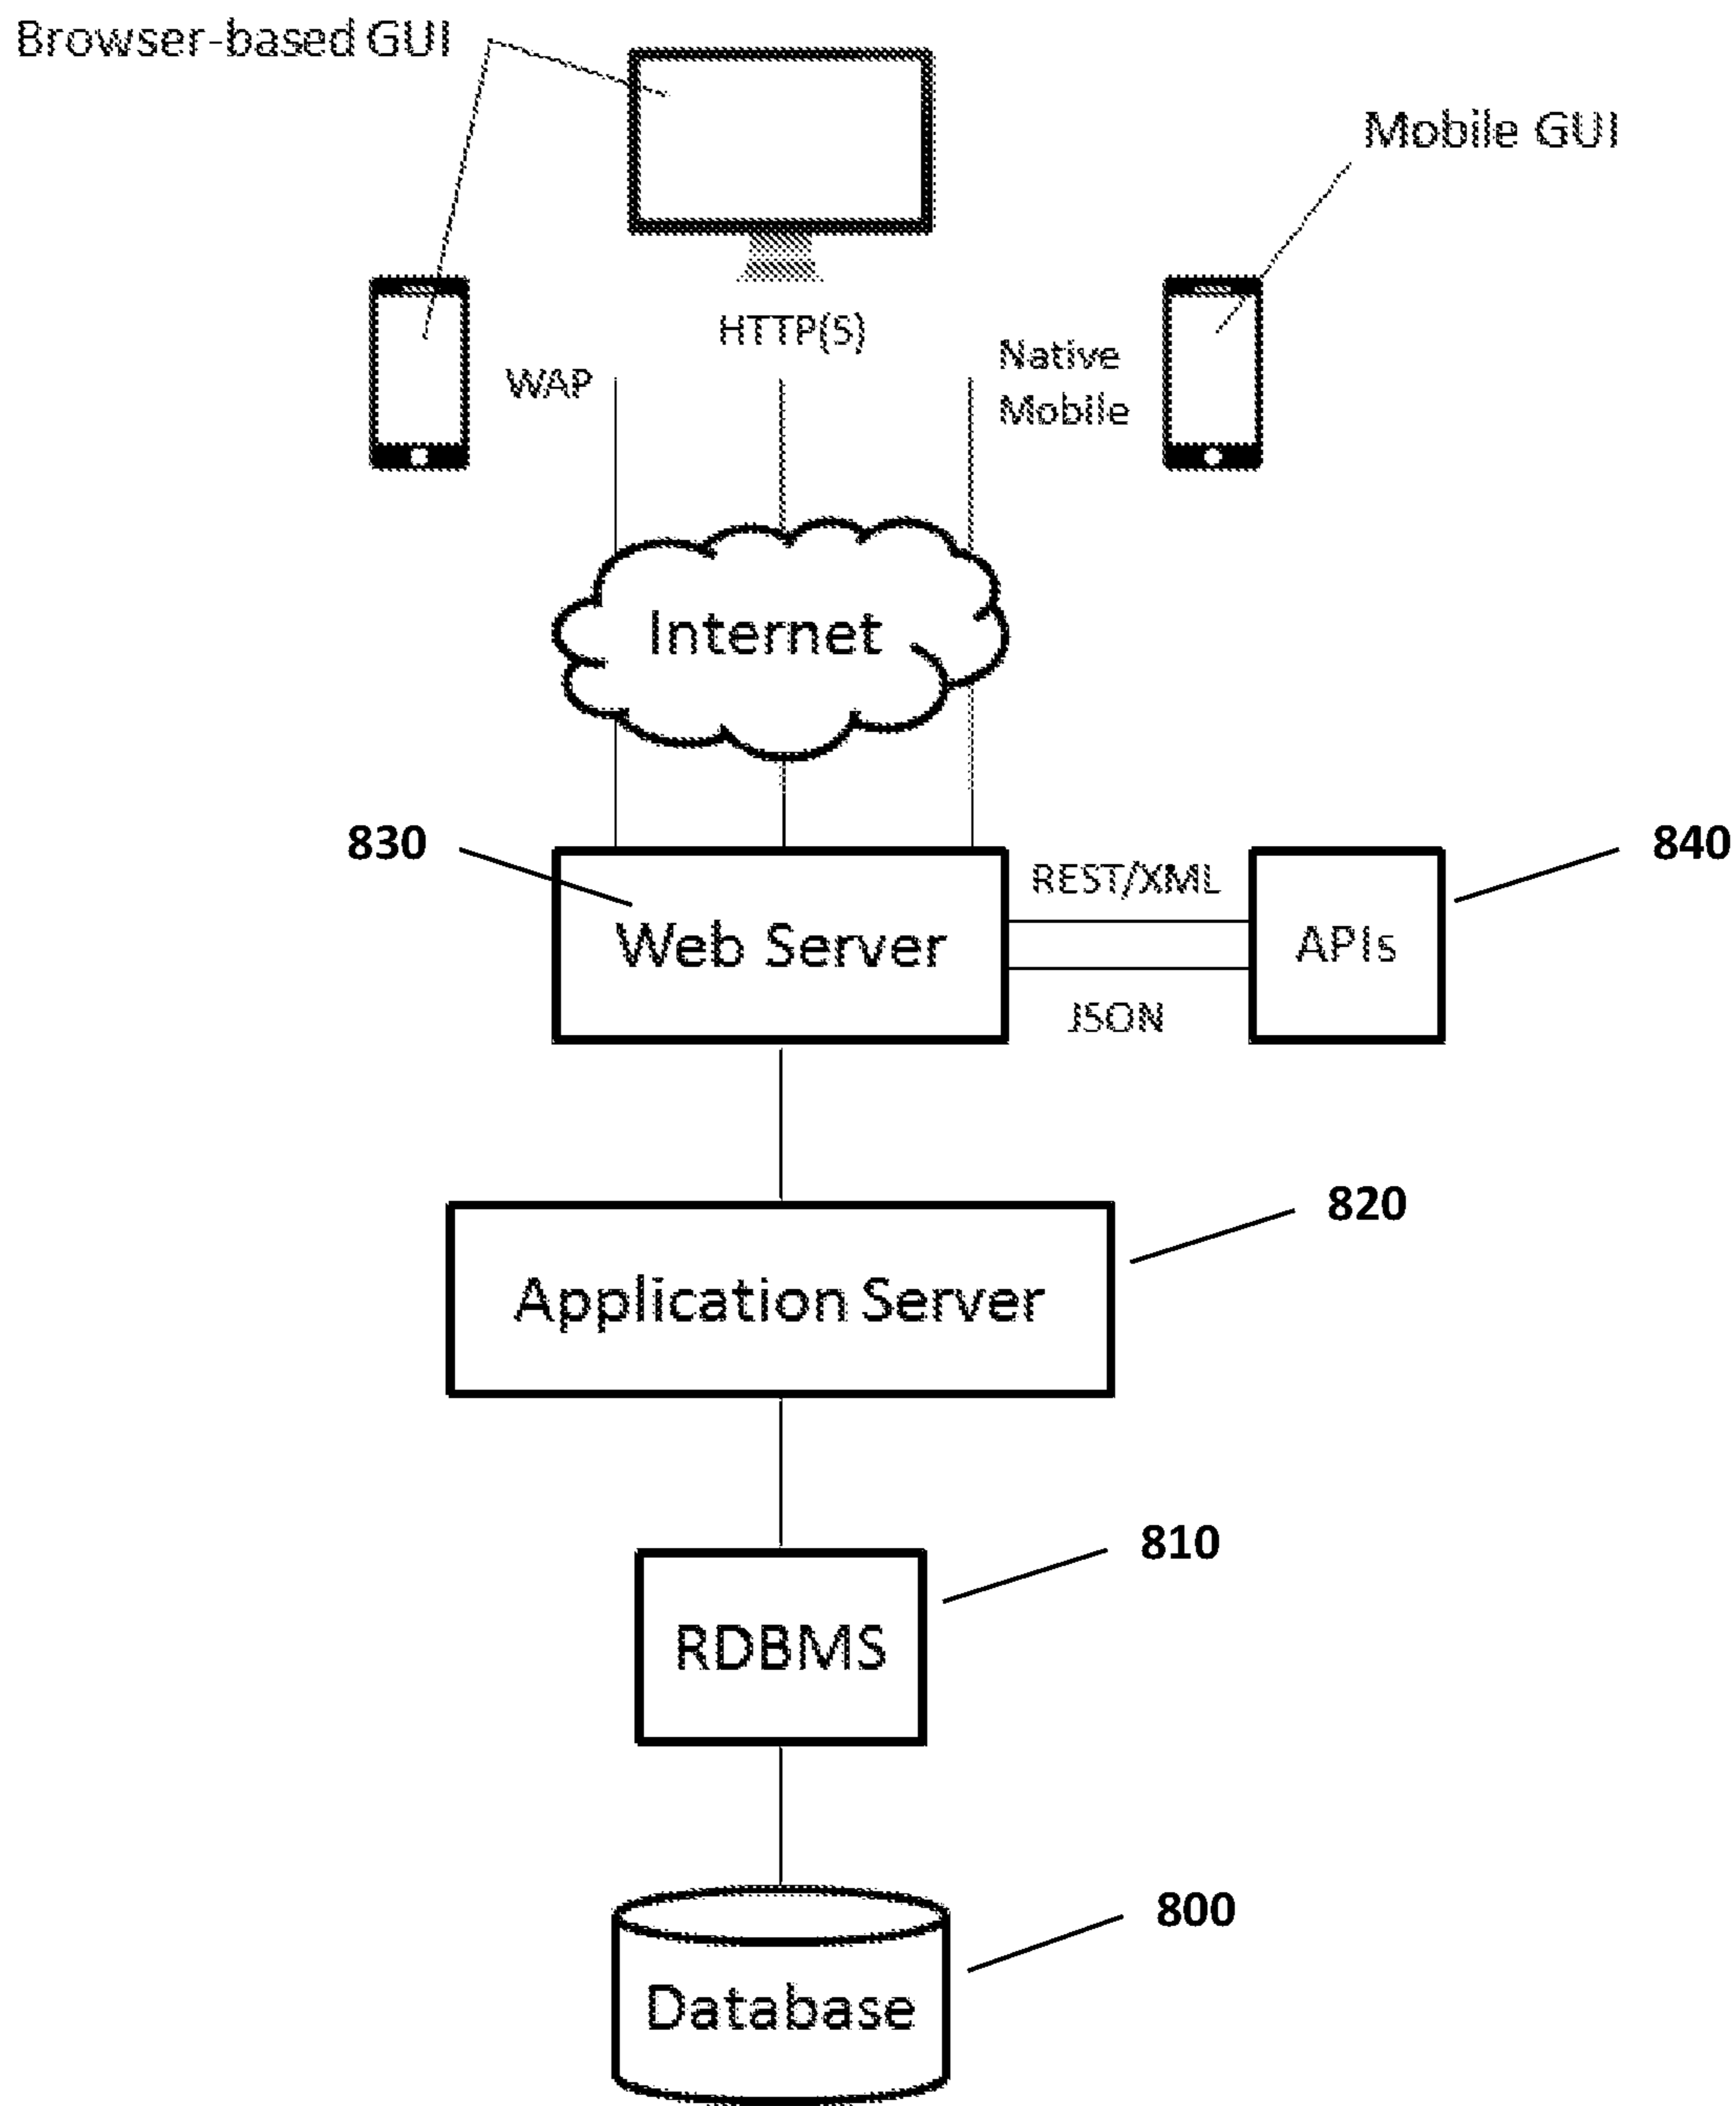 Browser-based GUI
Mobile GUI
HTTP(S)
WAP
Native
Mobile
Internet
830
840
REST/XML
Web Server
APIs
JSON
820
Application Server
810
RDBMS
800
Database